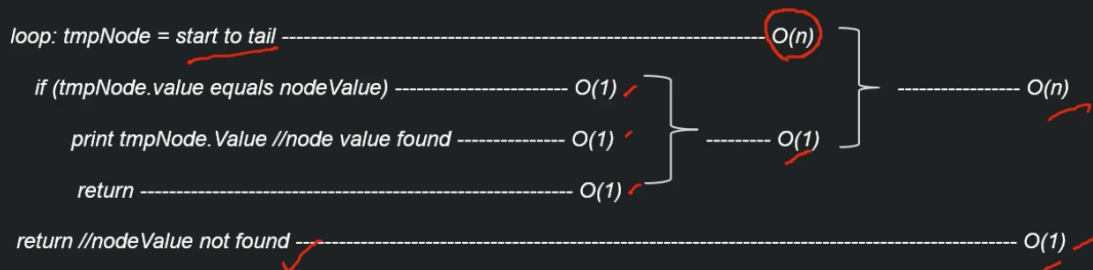 loop: tmpNode = start to tail ---------------------------------------------------------------- O(n)
if (tmpNode.value equals nodeValue) ------------------------ O(1)
----------------- O(n)
print tmpNode.Value //node value found --------------- O(1)
--------- O(1)
return ------------------------------------------------------------ O(1)
return //nodeValue not found ---------------------------------------------------------------------------------------------------- O(1)